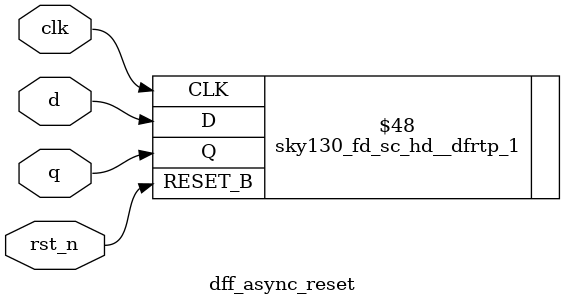 clk
d
q
rst_n
CLK
D
Q
RESET_B
$48
sky130_fd_sc_hd__dfrtp_1
dff_async_reset